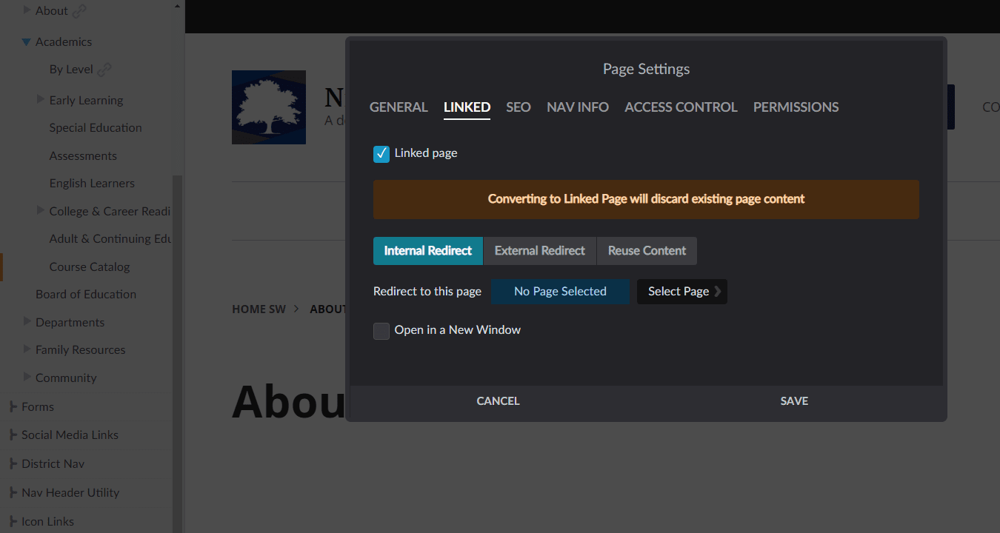 About
Academics
By Level
Early Learning
Special Education
Assessments
English Learners
College & Career Readi
Adult & Continuing Edu
Course Catalog
Board of Education
Departments
Family Resources
Community
Forms
Social Media Links
District Nav
Nav Header Utility
Icon Links
N
A d
CO
HOME SW > ABOUT
Abou
Page Settings
GENERAL LINKED SEO NAV INFO ACCESS CONTROL PERMISSIONS
Linked page
Converting to Linked Page will discard existing page content
Internal Redirect External Redirect Reuse Content
Redirect to this page No Page Selected Select Page
Open in a New Window
CANCEL SAVE